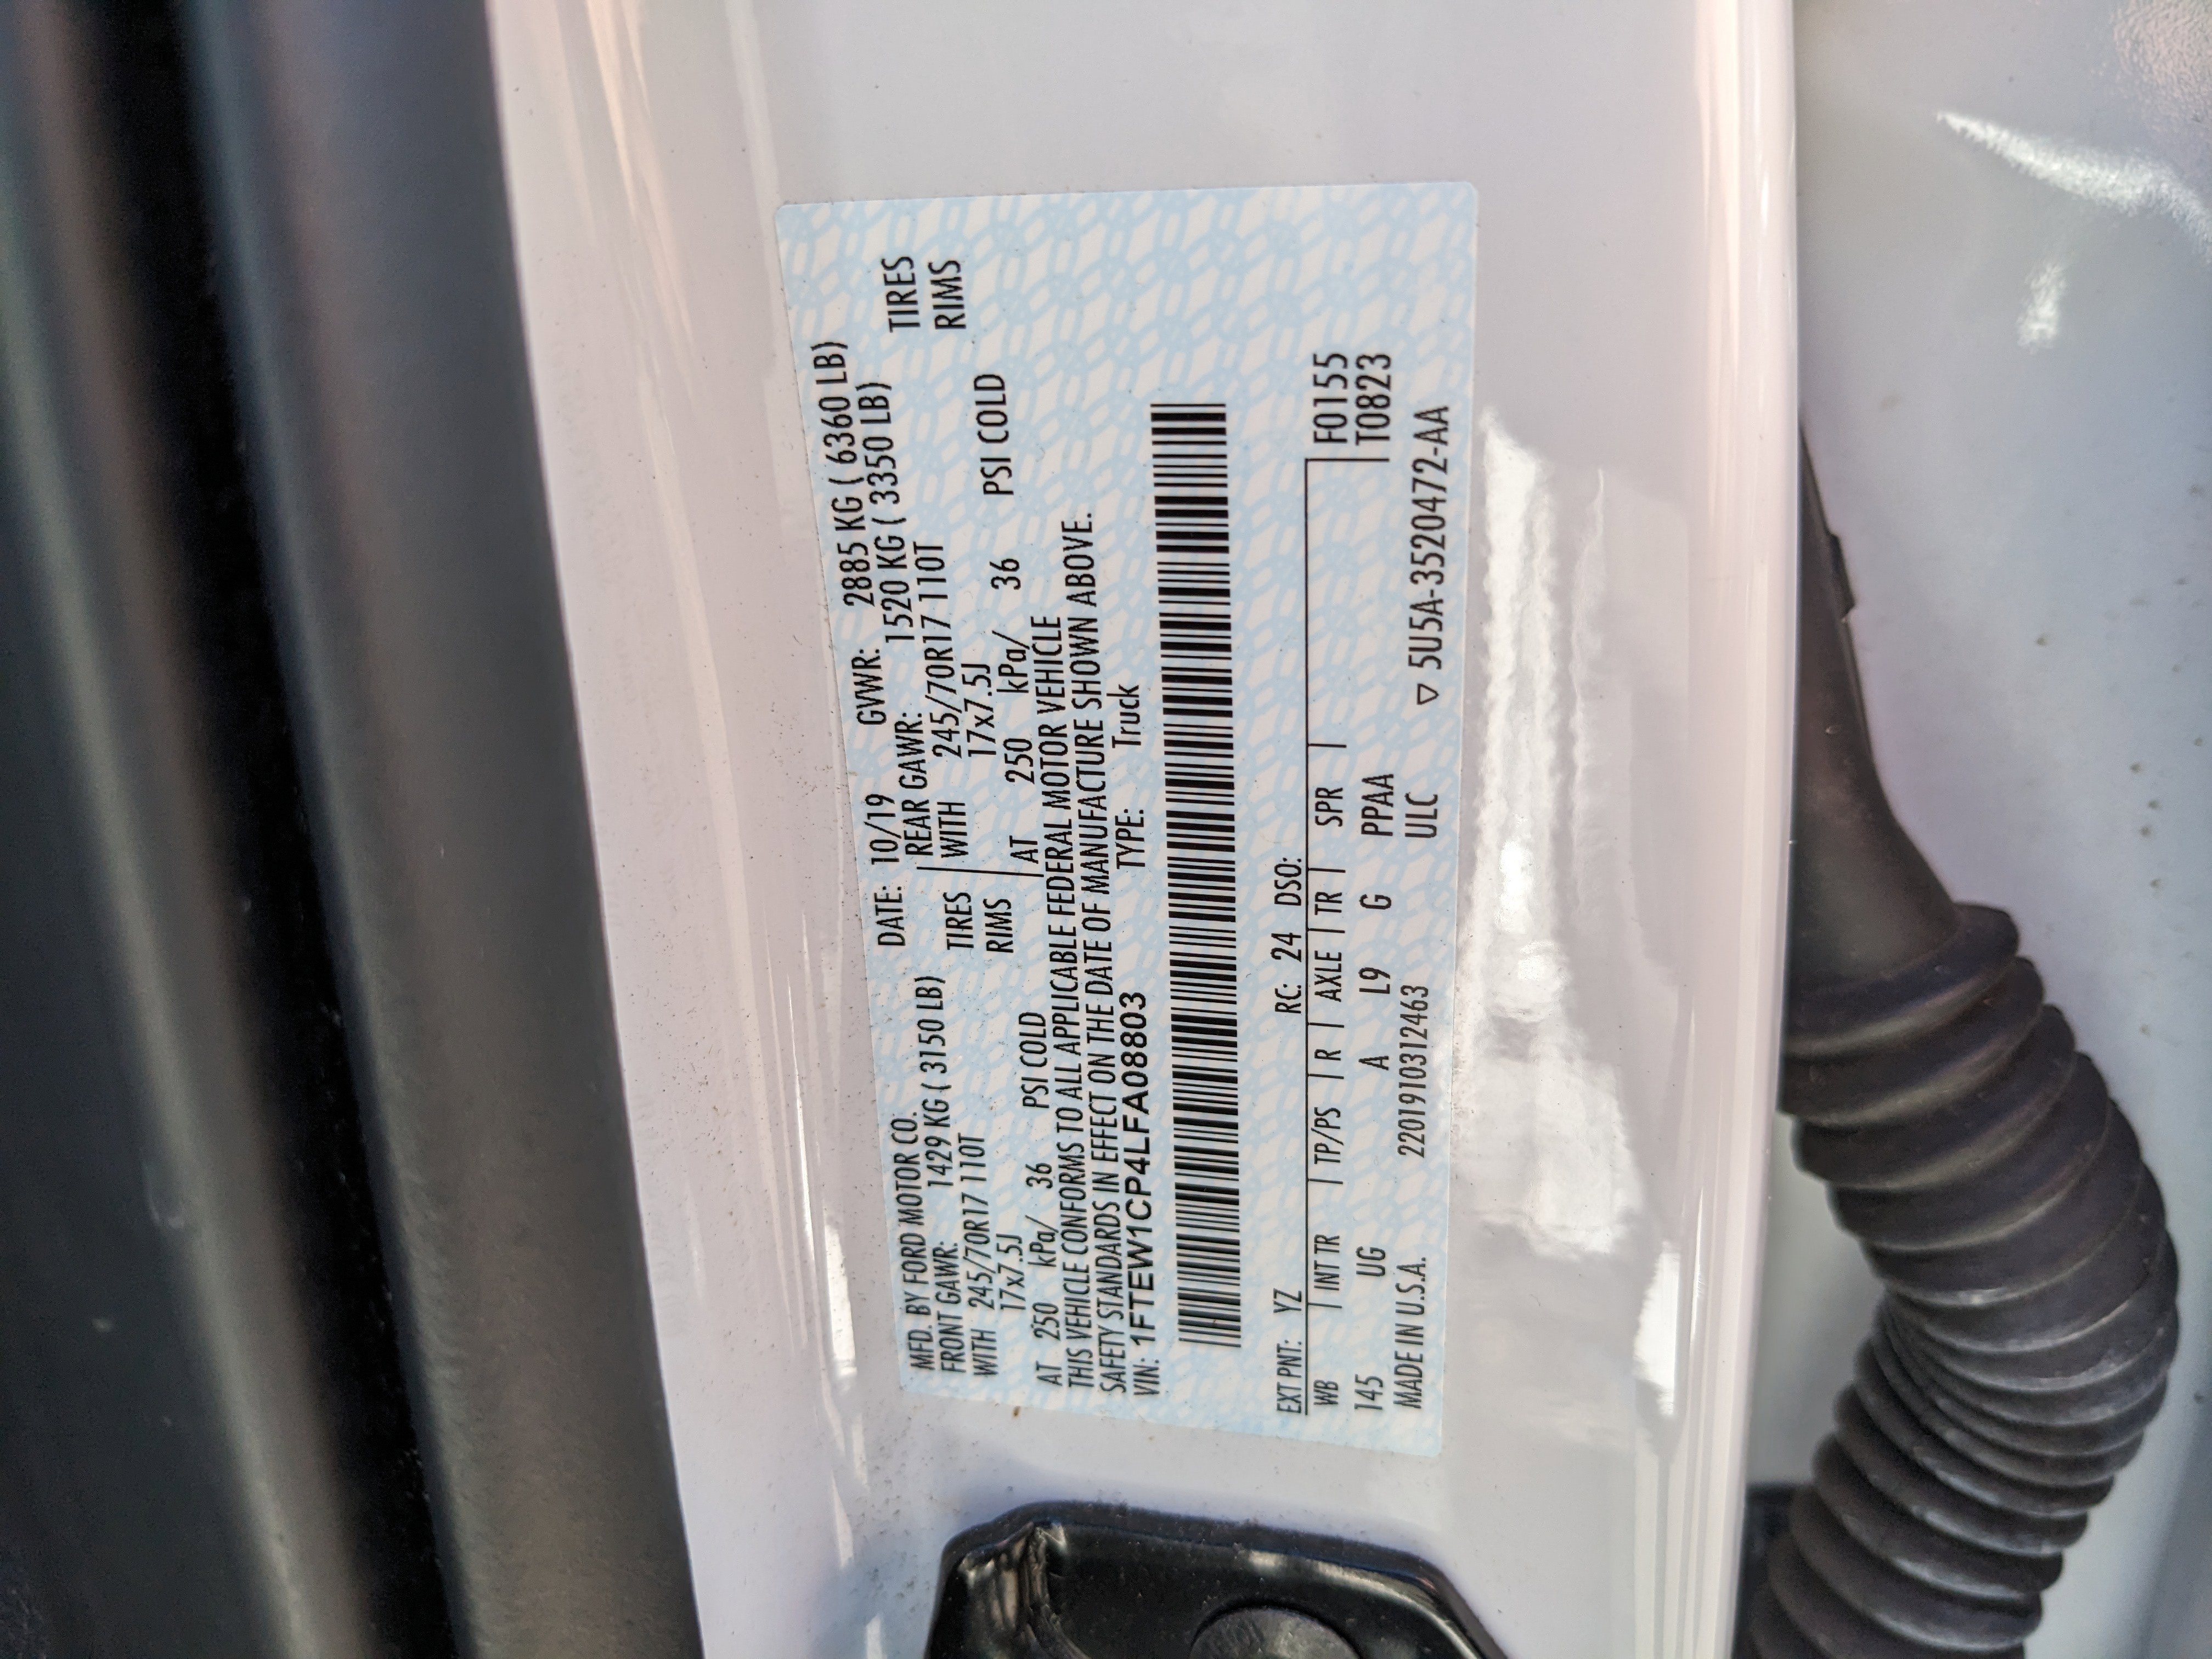 MFD. BY FORD MOTOR CO. DATE: 10/19 GVWR: 2885 KG ( 6360 LB)
FRONT GAWR: 1429 KG ( 3150 LB) REAR GAWR: 1520 KG ( 3350 LB)
WITH 245/70R17 110T TIRES WITH 245/70R17 110T TIRES
17x7.5J RIMS 17x7.5J RIMS
AT 250 kPa/ 36 PSI COLD AT 250 kPa/ 36 PSI COLD
THIS VEHICLE CONFORMS TO ALL APPLICABLE FEDERAL MOTOR VEHICLE
SAFETY STANDARDS IN EFFECT ON THE DATE OF MANUFACTURE SHOWN ABOVE.
VIN: 1FTEW1CP4LFA08803 TYPE: Truck
EXT PNT: YZ RC: 24 DSO:
WB | INT TR | TP/PS | R | AXLE | TR | SPR | F0155
145 UG A L9 G PPAA T0823
MADE IN U.S.A. 220191031 2463 ULC ▽ 5U5A-3520472-AA